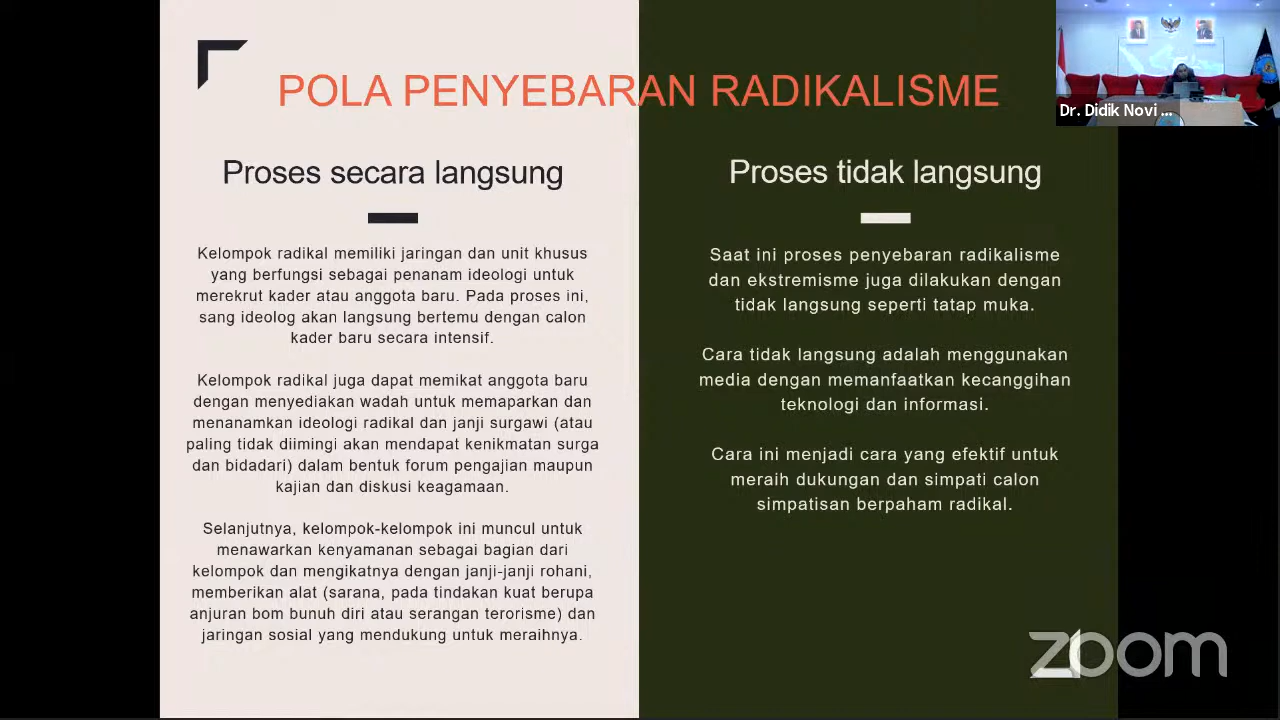 POLA PENYEBARAN RADIKALISME
Dr. Didik Novi ...
Proses secara langsung
Kelompok radikal memiliki jaringan dan unit khusus
yang berfungsi sebagai penanam ideologi untuk
merekrut kader atau anggota baru. Pada proses ini,
sang ideolog akan langsung bertemu dengan calon
kader baru secara intensif.
Kelompok radikal juga dapat memikat anggota baru
dengan menyediakan wadah untuk memaparkan dan
menanamkan ideologi radikal dan janji surgawi (atau
paling tidak diimingi akan mendapat kenikmatan surga
dan bidadari) dalam bentuk forum pengajian maupun
kajian dan diskusi keagamaan.
Selanjutnya, kelompok-kelompok ini muncul untuk
menawarkan kenyamanan sebagai bagian dari
kelompok dan mengikatnya dengan janji-janji rohani,
memberikan alat (sarana, pada tindakan kuat berupa
anjuran bom bunuh diri atau serangan terorisme) dan
jaringan sosial yang mendukung untuk meraihnya.
Proses tidak langsung
Saat ini proses penyebaran radikalisme
dan ekstremisme juga dilakukan dengan
tidak langsung seperti tatap muka.
Cara tidak langsung adalah menggunakan
media dengan memanfaatkan kecanggihan
teknologi dan informasi.
Cara ini menjadi cara yang efektif untuk
meraih dukungan dan simpati calon
simpatisan berpaham radikal.
zoom